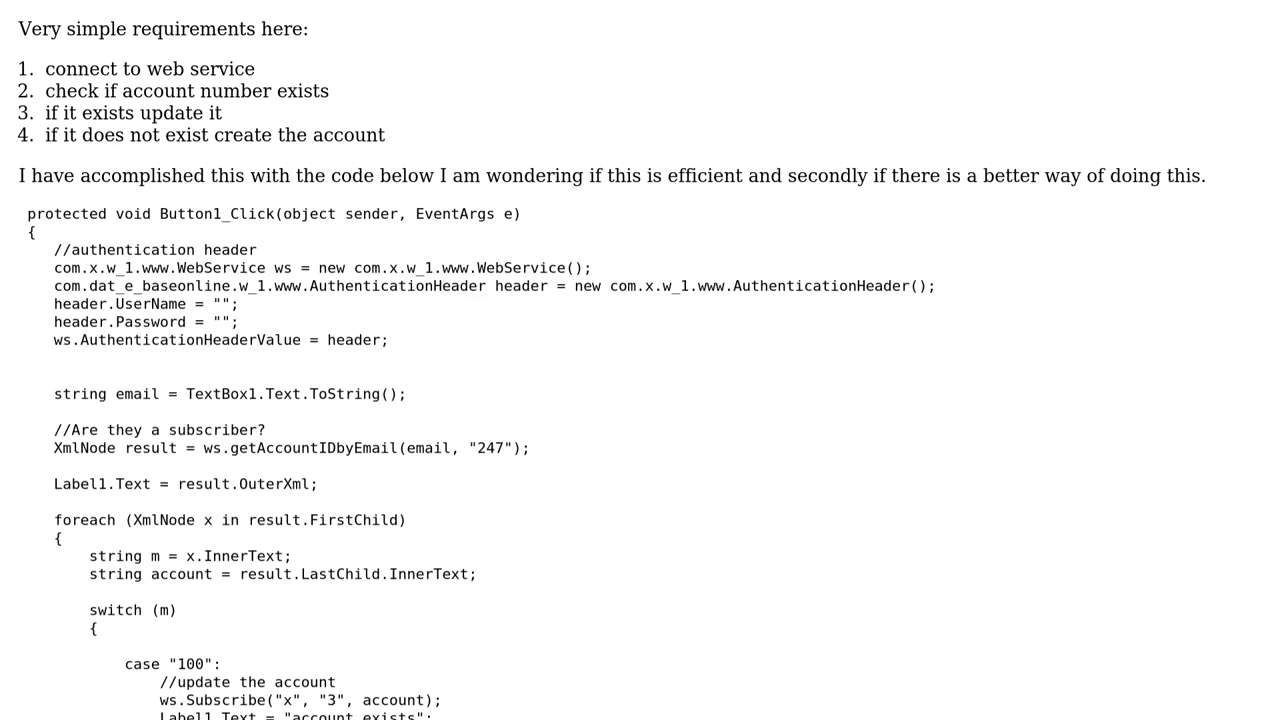 Very simple requirements here:
1. connect to web service
2. check if account number exists
3. if it exists update it
4. if it does not exist create the account
I have accomplished this with the code below I am wondering if this is efficient and secondly if there is a better way of doing this.
protected void Button1_Click(object sender, EventArgs e)
{
//authentication header
com.x.w_1.www.WebService ws = new com.x.w_1.www.WebService();
com.dat_e_baseonline.w_1.www.AuthenticationHeader header = new com.x.w_1.www.AuthenticationHeader();
header.UserName = "";
header.Password = "";
ws.AuthenticationHeaderValue = header;
string email = TextBox1.Text.ToString();
//Are they a subscriber?
XmlNode result = ws.getAccountIDbyEmail(email, "247");
Label1.Text = result.OuterXml;
foreach (XmlNode x in result.FirstChild)
{
string m = x.InnerText;
string account = result.LastChild.InnerText;
switch (m)
{
case "100":
//update the account
ws.Subscribe("x", "3", account);
Label1.Text = "account exists";